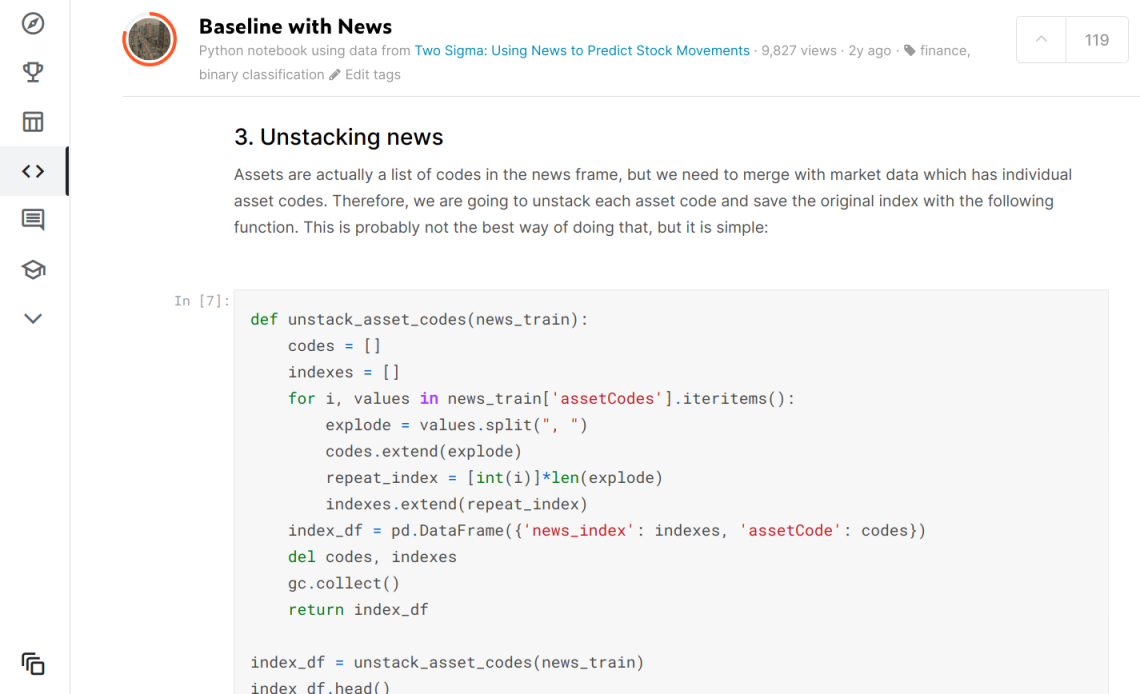 Baseline with News
Python notebook using data from Two Sigma: Using News to Predict Stock Movements · 9,827 views · 2y ago · finance,
binary classification Edit tags
119
3. Unstacking news
Assets are actually a list of codes in the news frame, but we need to merge with market data which has individual
asset codes. Therefore, we are going to unstack each asset code and save the original index with the following
function. This is probably not the best way of doing that, but it is simple:
In [7]:
def unstack_asset_codes(news_train):
    codes = []
    indexes = []
    for i, values in news_train['assetCodes'].iteritems():
        explode = values.split(", ")
        codes.extend(explode)
        repeat_index = [int(i)]*len(explode)
        indexes.extend(repeat_index)
    index_df = pd.DataFrame({'news_index': indexes, 'assetCode': codes})
    del codes, indexes
    gc.collect()
    return index_df
index_df = unstack_asset_codes(news_train)
index_df.head()